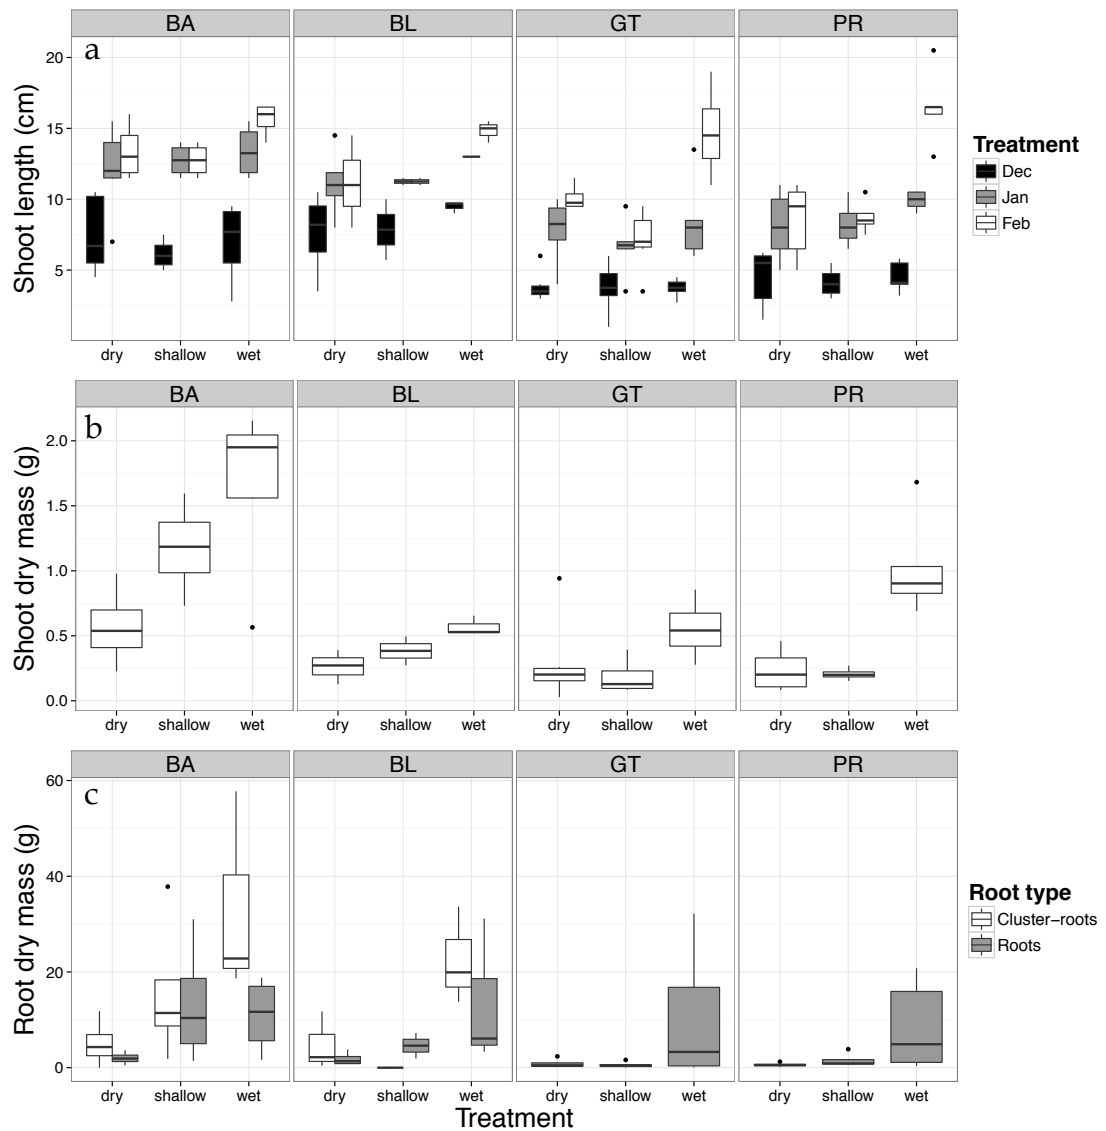 BA BL GT PR
a
20
15
10
5
Shoot length (cm)
dry shallow wet dry shallow wet dry shallow wet dry shallow wet
Treatment
Dec
Jan
Feb
BA BL GT PR
b
2.0
1.5
1.0
0.5
0.0
Shoot dry mass (g)
dry shallow wet dry shallow wet dry shallow wet dry shallow wet
BA BL GT PR
c
60
40
20
0
Root dry mass (g)
dry shallow wet dry shallow wet dry shallow wet dry shallow wet
Treatment
Root type
Cluster−roots
Roots